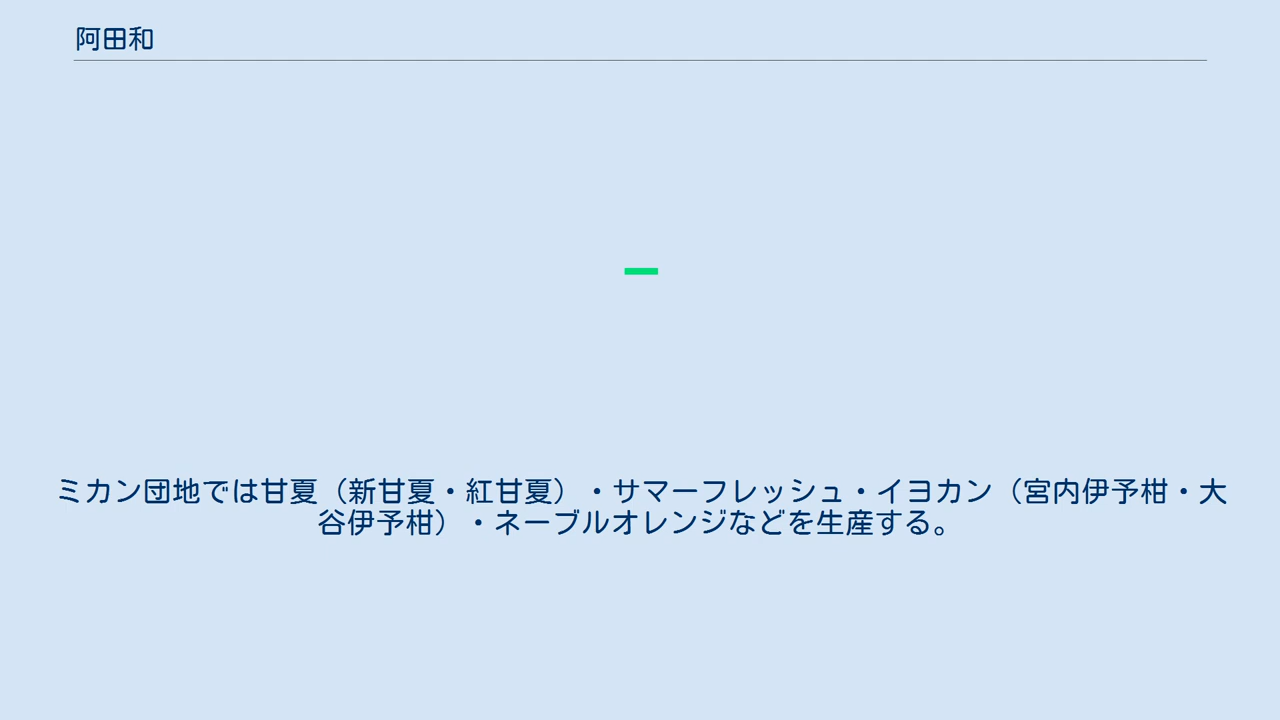 阿田和
ミカン団地では甘夏（新甘夏・紅甘夏）・サマーフレッシュ・イヨカン（宮内伊予柑・大
谷伊予柑）・ネーブルオレンジなどを生産する。